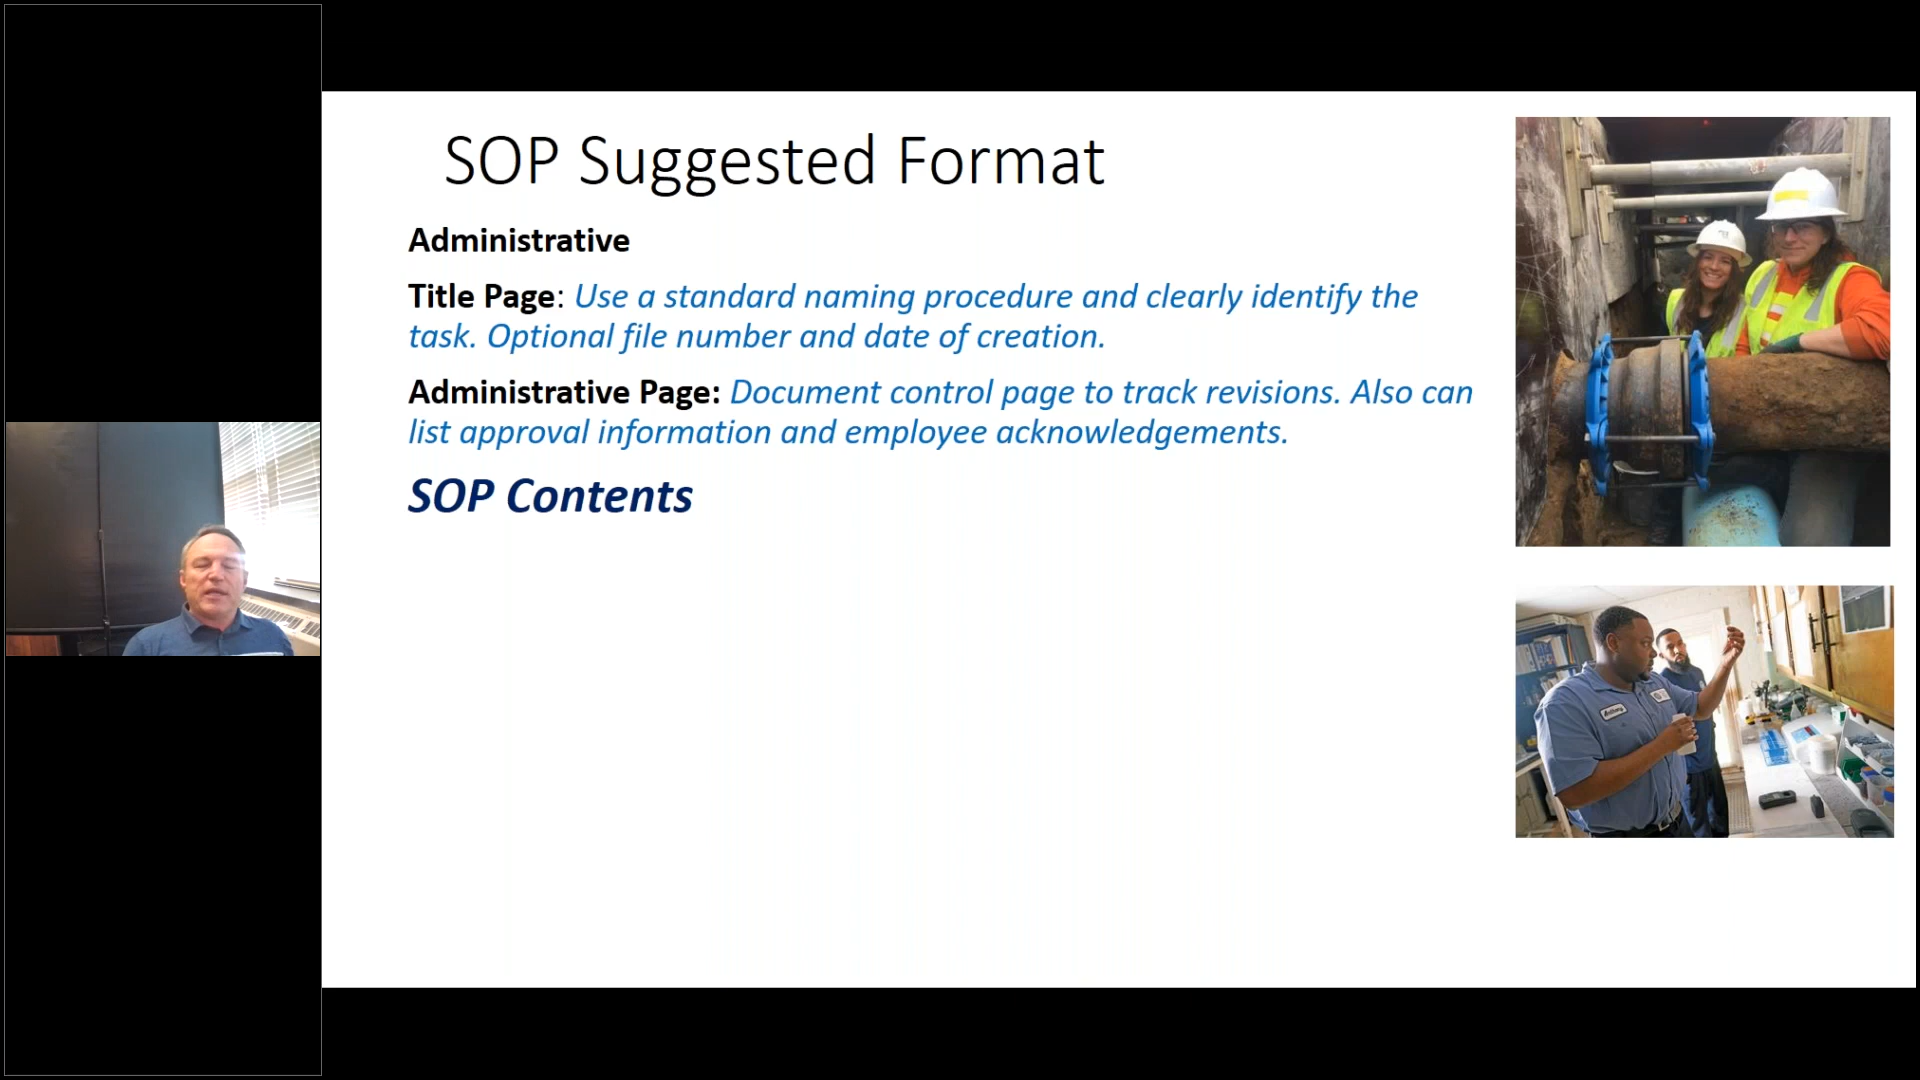 SOP Suggested Format
Administrative
Title Page: Use a standard naming procedure and clearly identify the
task. Optional file number and date of creation.
Administrative Page: Document control page to track revisions. Also can
list approval information and employee acknowledgements.
SOP Contents